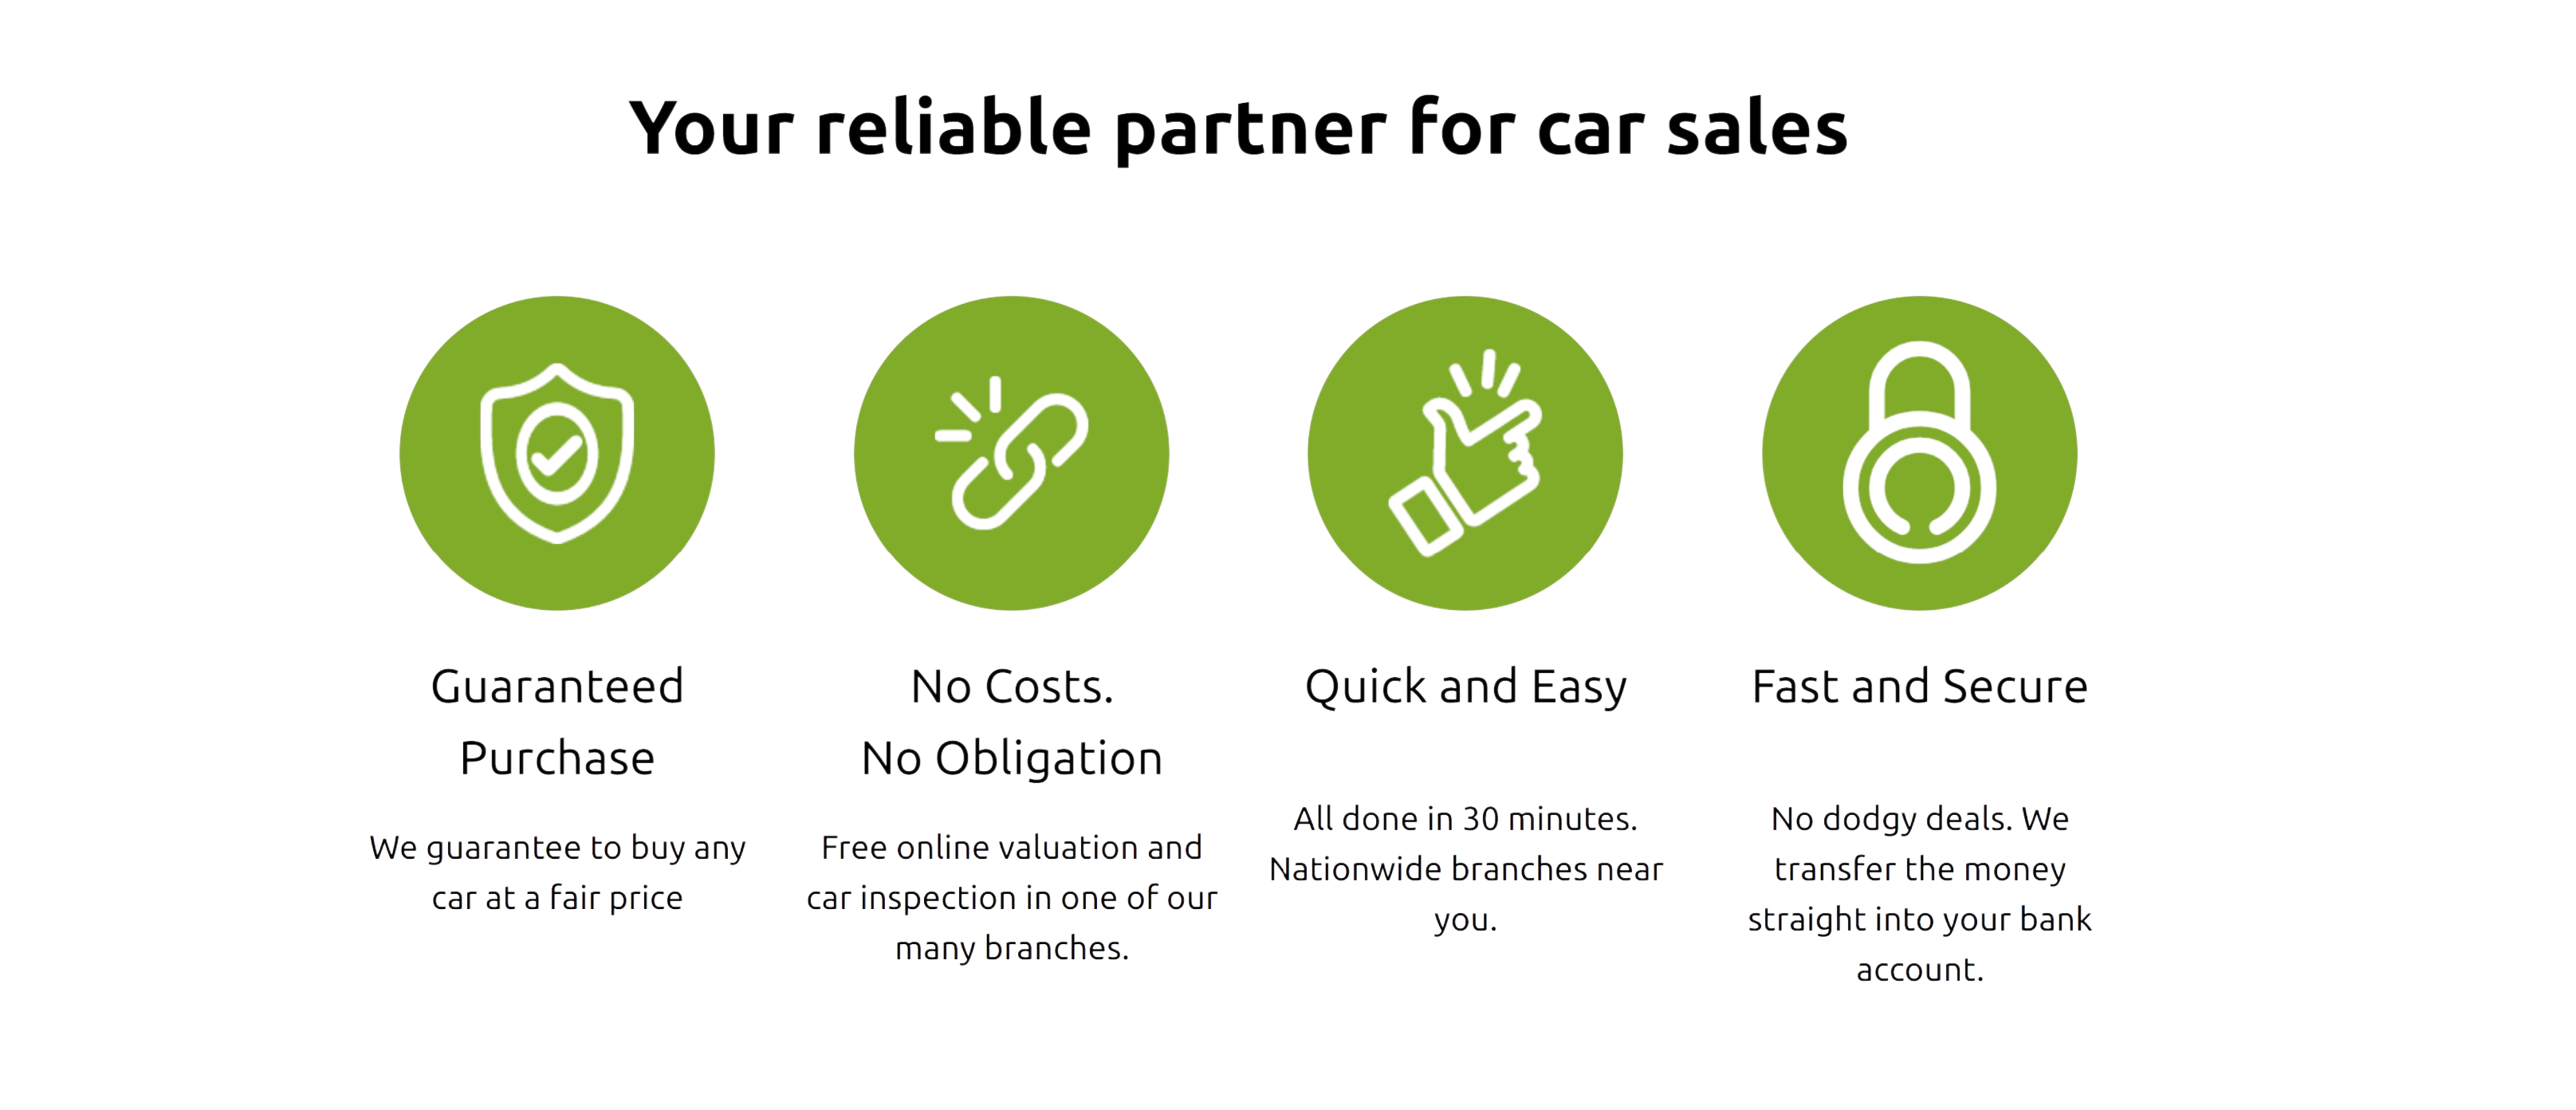 Your reliable partner for car sales
Guaranteed
Purchase
We guarantee to buy any
car at a fair price
No Costs.
No Obligation
Free online valuation and
car inspection in one of our
many branches.
Quick and Easy
All done in 30 minutes.
Nationwide branches near
you.
Fast and Secure
No dodgy deals. We
transfer the money
straight into your bank
account.